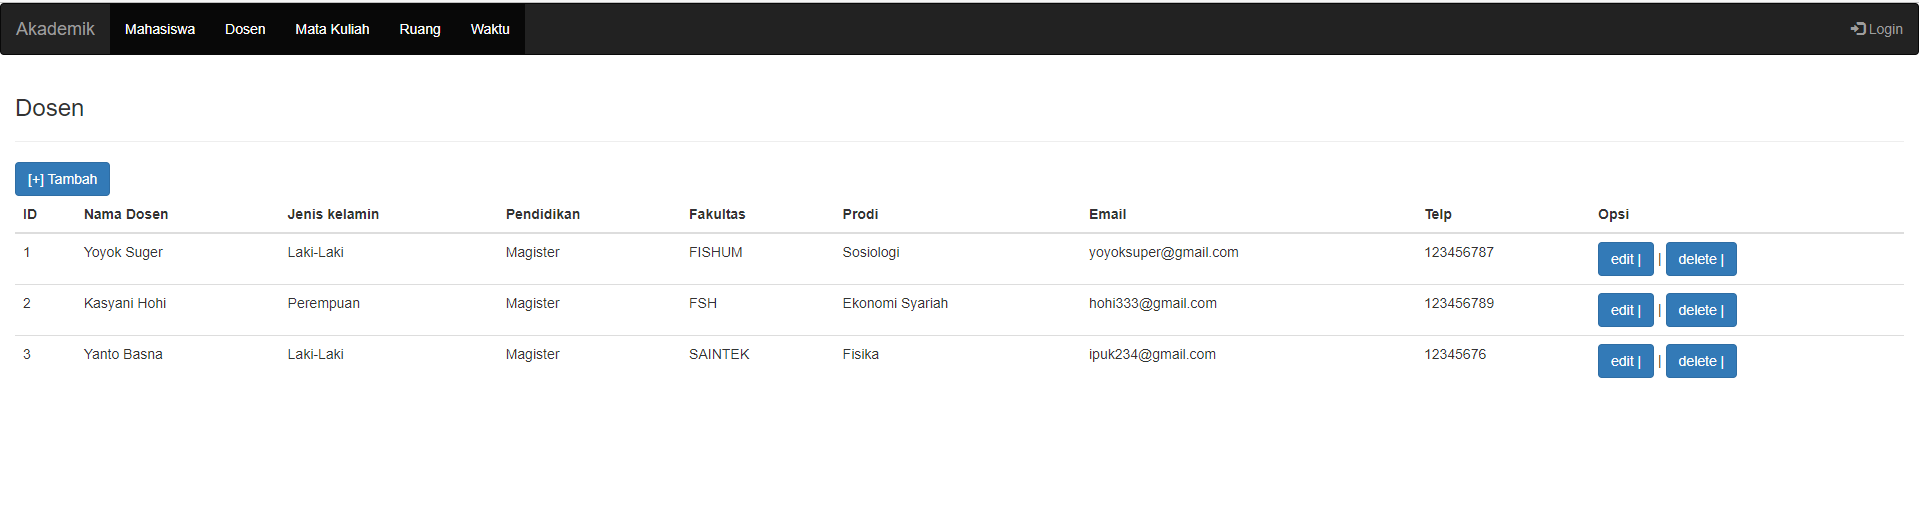 Akademik Mahasiswa Dosen Mata Kuliah Ruang Waktu Login
Dosen
[+] Tambah
ID Nama Dosen Jenis kelamin Pendidikan Fakultas Prodi Email Telp Opsi
1 Yoyok Suger Laki-Laki Magister FISHUM Sosiologi yoyoksuper@gmail.com 123456787 edit | | delete |
2 Kasyani Hohi Perempuan Magister FSH Ekonomi Syariah hohi333@gmail.com 123456789 edit | | delete |
3 Yanto Basna Laki-Laki Magister SAINTEK Fisika ipuk234@gmail.com 12345676 edit | | delete |